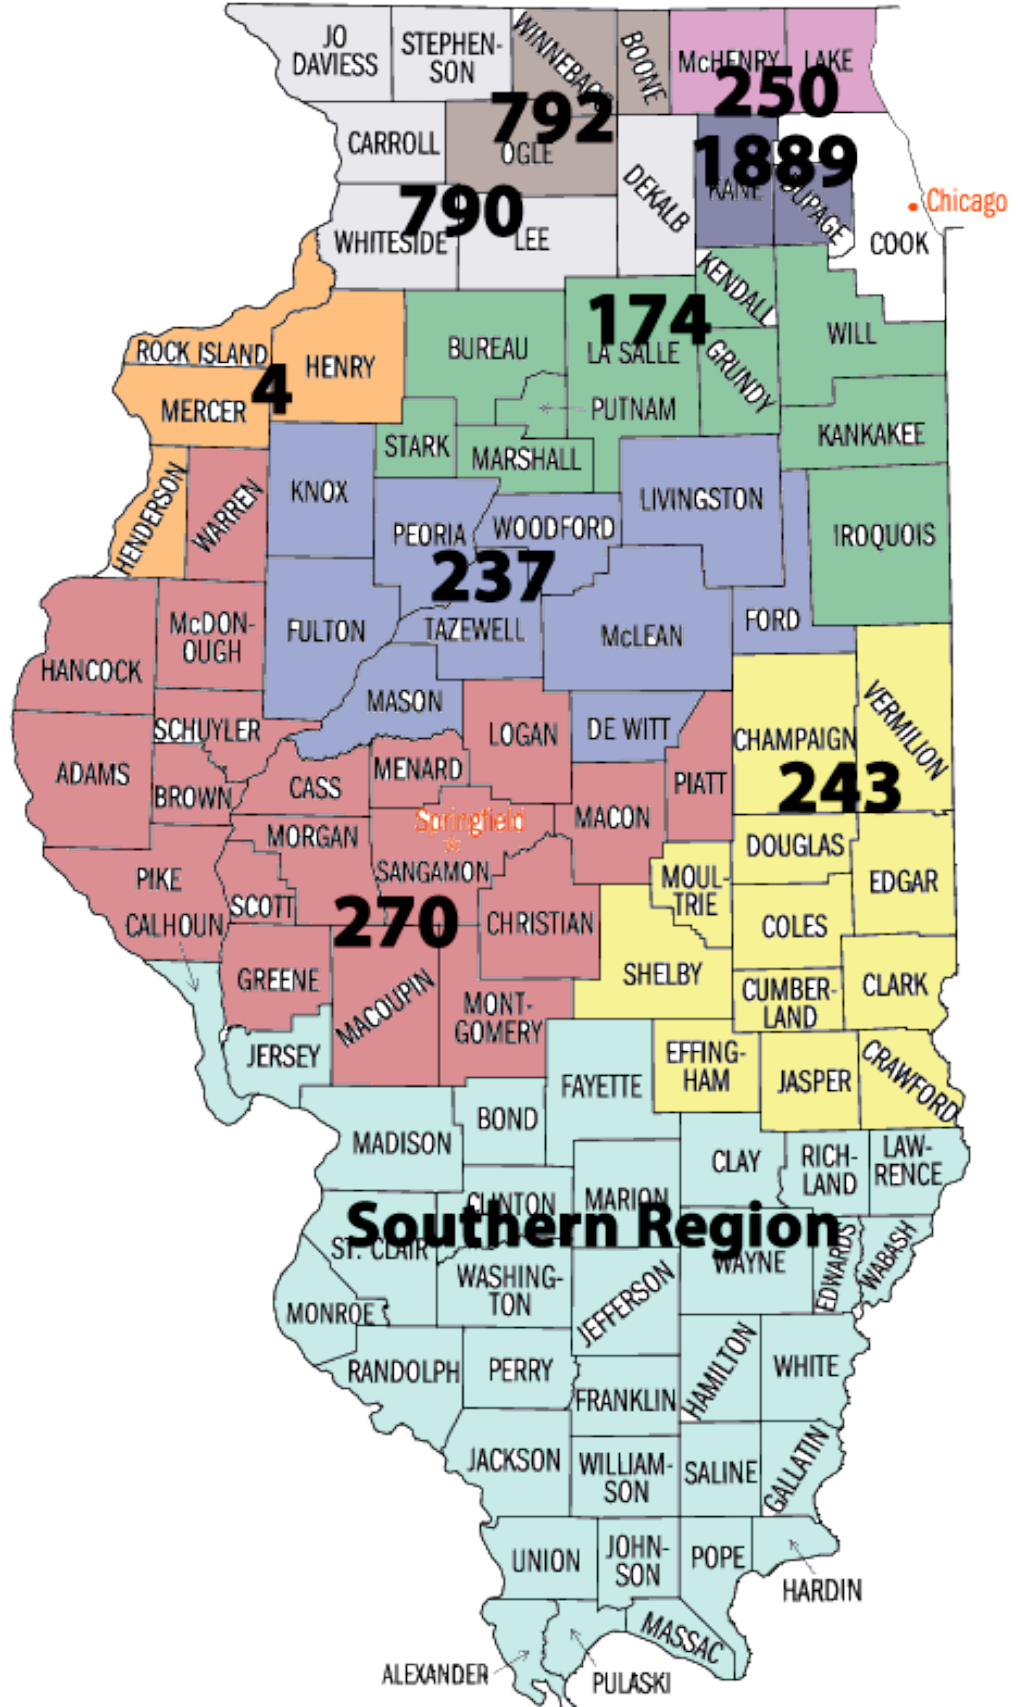 JO
DAVIESS
STEPHEN-
SON
WINNEBAGO
BOONE
McHENRY
LAKE
250
792
CARROLL
OGLE
1889
DEKALB
KANE
DUPAGE
Chicago
790
WHITESIDE
LEE
COOK
KENDALL
174
ROCK ISLAND
HENRY
BUREAU
LA SALLE
GRUNDY
WILL
4
MERCER
PUTNAM
STARK
MARSHALL
KANKAKEE
HENDERSON
WARREN
KNOX
PEORIA
WOODFORD
LIVINGSTON
IROQUOIS
237
McDON-
OUGH
FULTON
TAZEWELL
McLEAN
FORD
HANCOCK
MASON
SCHUYLER
LOGAN
DE WITT
CHAMPAIGN
VERMILION
ADAMS
BROWN
CASS
MENARD
PIATT
243
MORGAN
Springfield
MACON
DOUGLAS
PIKE
SANGAMON
MOUL-
TRIE
EDGAR
CALHOUN
SCOTT
270
CHRISTIAN
COLES
GREENE
MACOUPIN
MONT-
GOMERY
SHELBY
CUMBER-
LAND
CLARK
JERSEY
FAYETTE
EFFING-
HAM
JASPER
CRAWFORD
MADISON
BOND
CLAY
RICH-
LAND
LAW-
RENCE
CLINTON
MARION
Southern Region
ST. CLAIR
WASHING-
TON
WAYNE
EDWARDS
WABASH
MONROE
JEFFERSON
RANDOLPH
PERRY
FRANKLIN
HAMILTON
WHITE
JACKSON
WILLIAM-
SON
SALINE
GALLATIN
UNION
JOHN-
SON
POPE
HARDIN
MASSAC
ALEXANDER
PULASKI